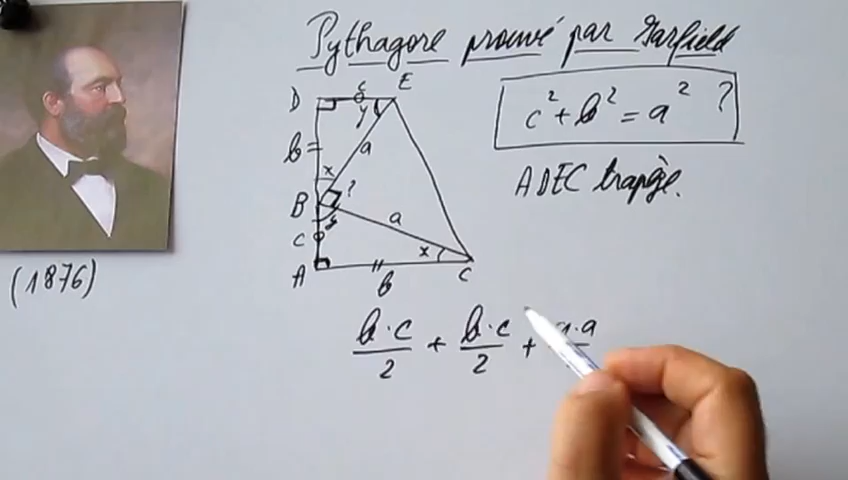 Pythagore prouvé par Garfield
c² + b² = a² ?
ADEC trapèze.
D c E
y
b a
x
B ?
y
c a
x
A b C
(1876)
b·c/2 + b·c/2 + a·a